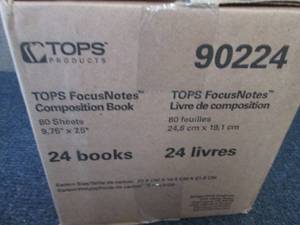 TOPS
PRODUCTS
90224
TOPS FocusNotes™
Composition Book
80 Sheets
9.75" x 7.5"
24 books
TOPS FocusNotes™
Livre de composition
80 feuilles
24,8 cm x 19,1 cm
24 livres